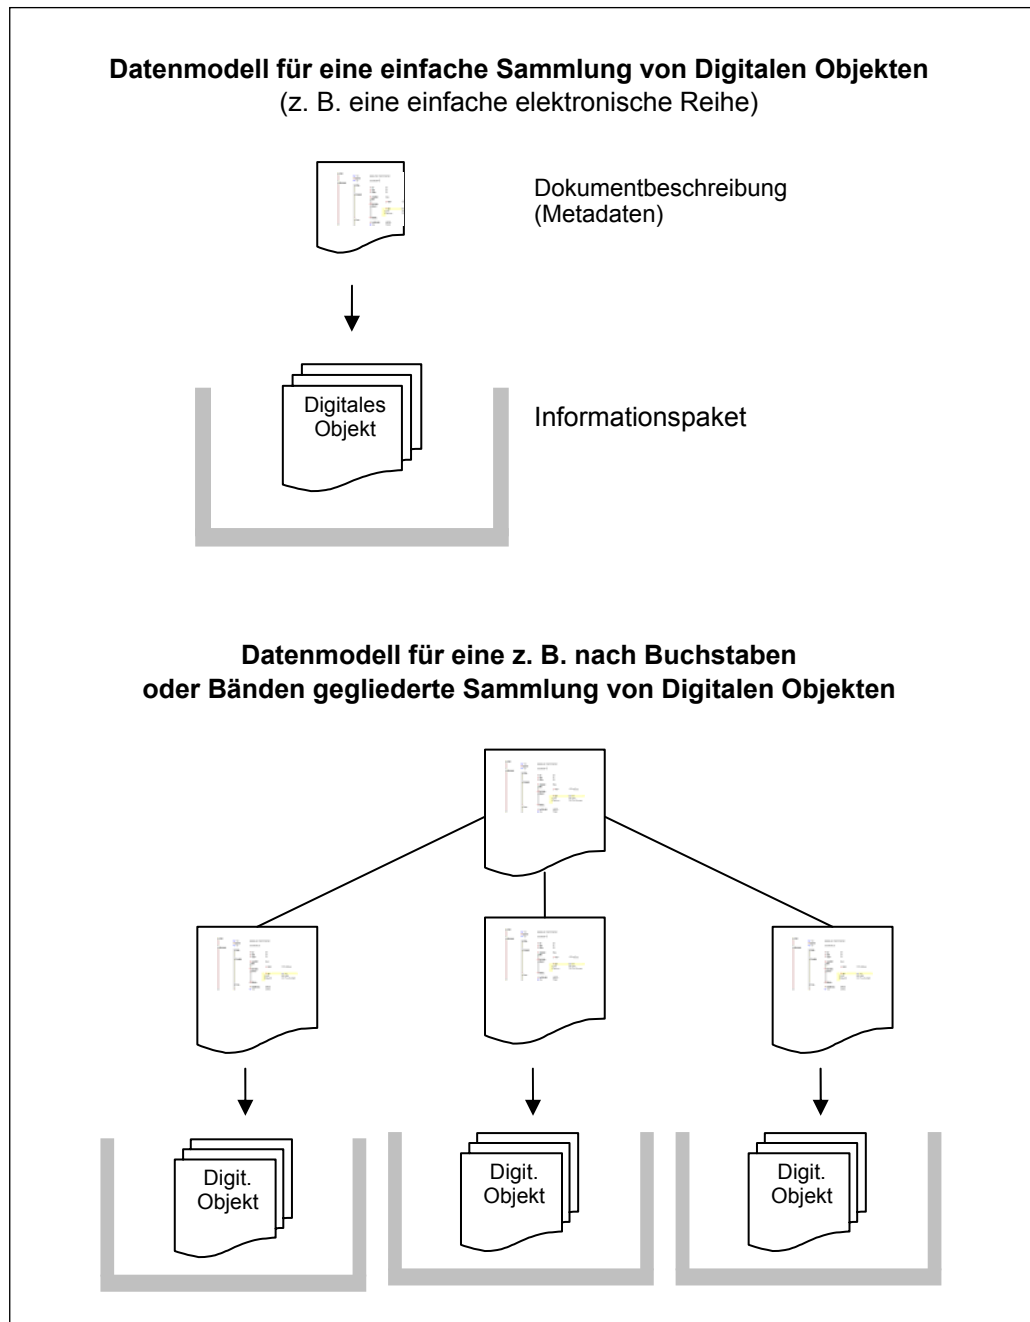 Datenmodell für eine einfache Sammlung von Digitalen Objekten
(z. B. eine einfache elektronische Reihe)
Dokumentbeschreibung
(Metadaten)
Digitales
Objekt
Informationspaket
Datenmodell für eine z. B. nach Buchstaben
oder Bänden gegliederte Sammlung von Digitalen Objekten
Digit.
Objekt
Digit.
Objekt
Digit.
Objekt